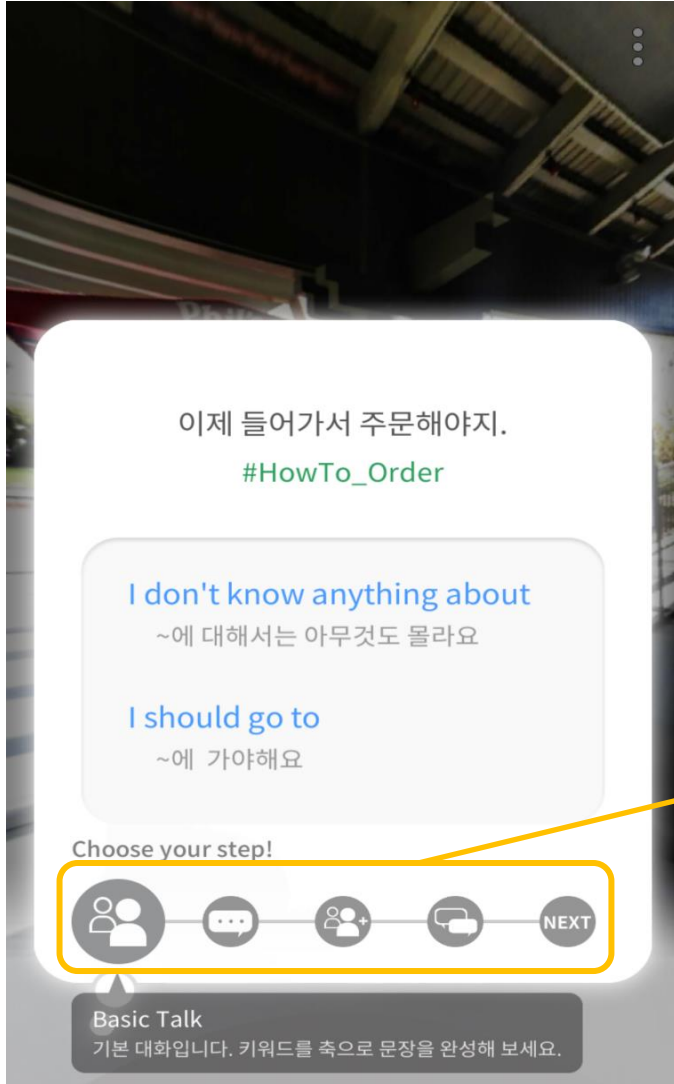 이제 들어가서 주문해야지.
#HowTo_Order
I don't know anything about
~에 대해서는 아무것도 몰라요
I should go to
~에 가야해요
Choose your step!
NEXT
Basic Talk
기본 대화입니다. 키워드를 축으로 문장을 완성해 보세요.